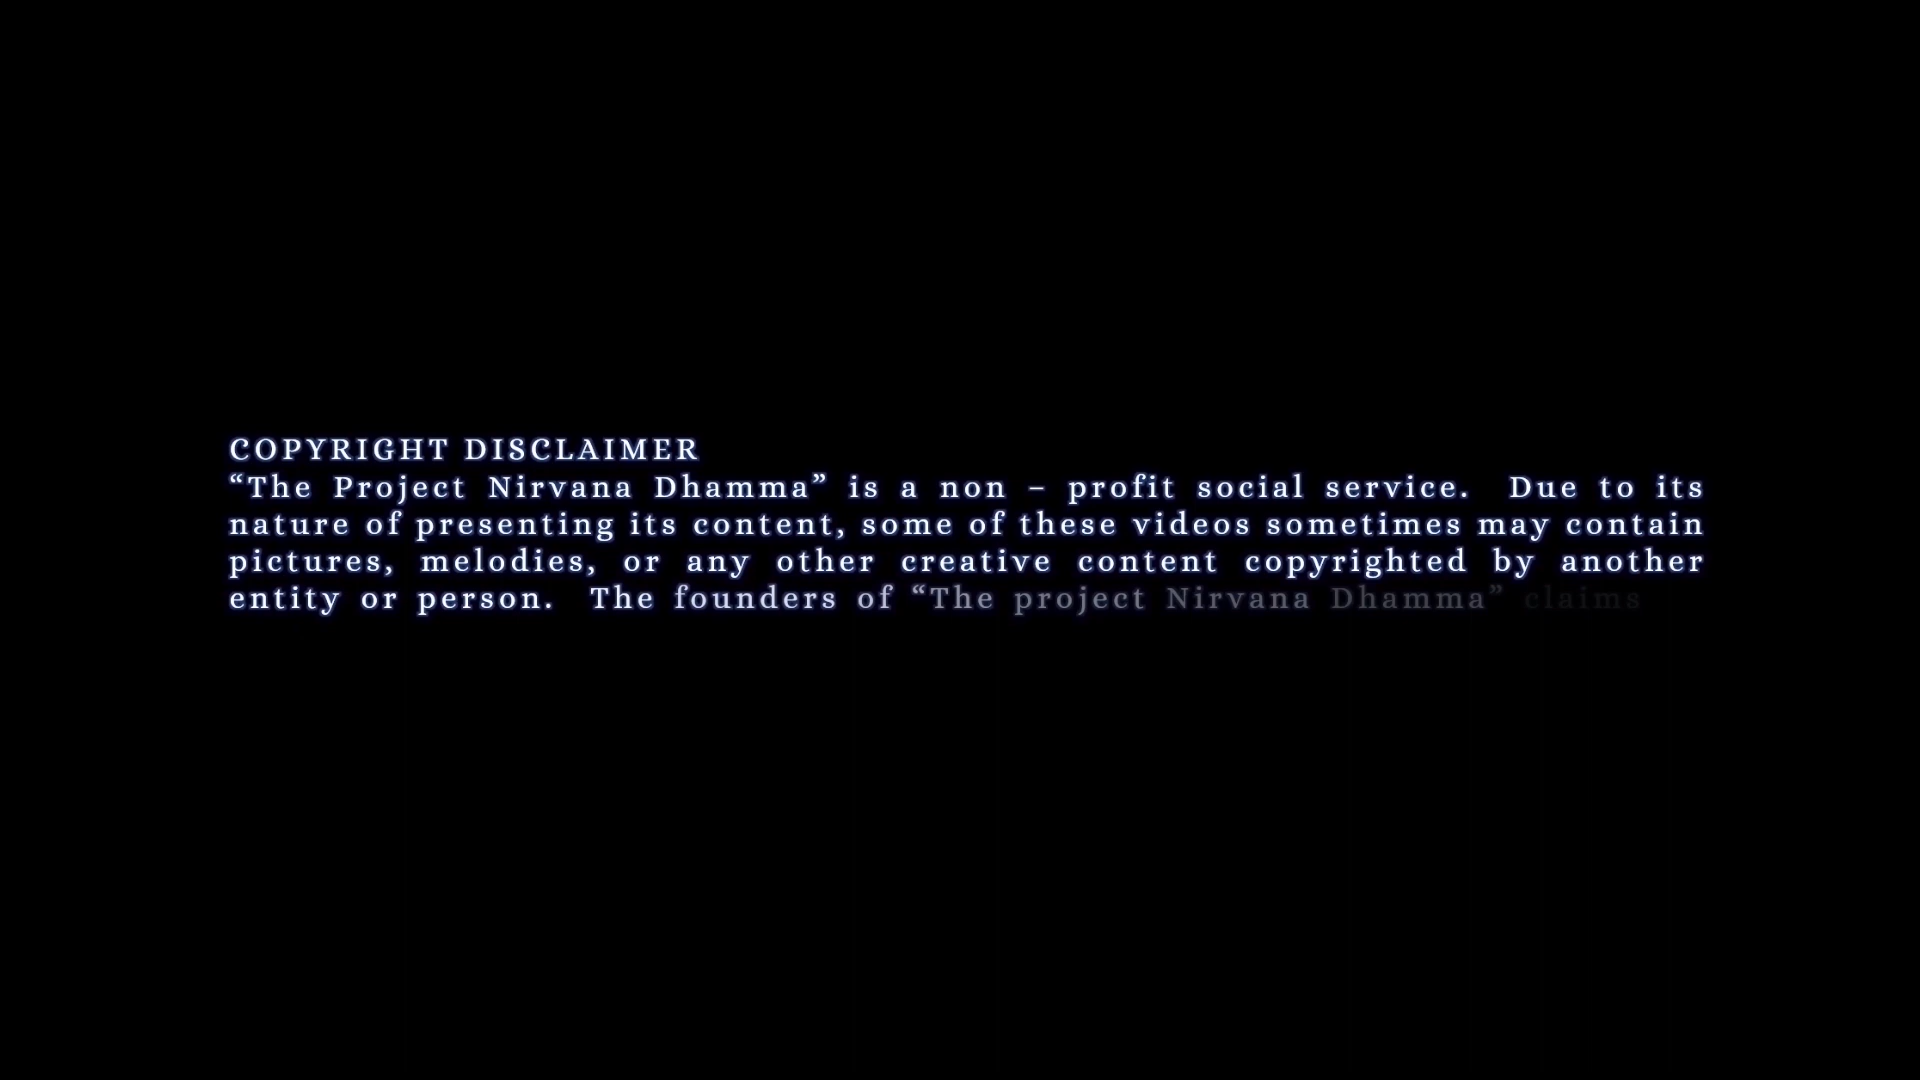 COPYRIGHT DISCLAIMER
“The Project Nirvana Dhamma” is a non – profit social service. Due to its
nature of presenting its content, some of these videos sometimes may contain
pictures, melodies, or any other creative content copyrighted by another
entity or person. The founders of “The project Nirvana Dhamma” claims